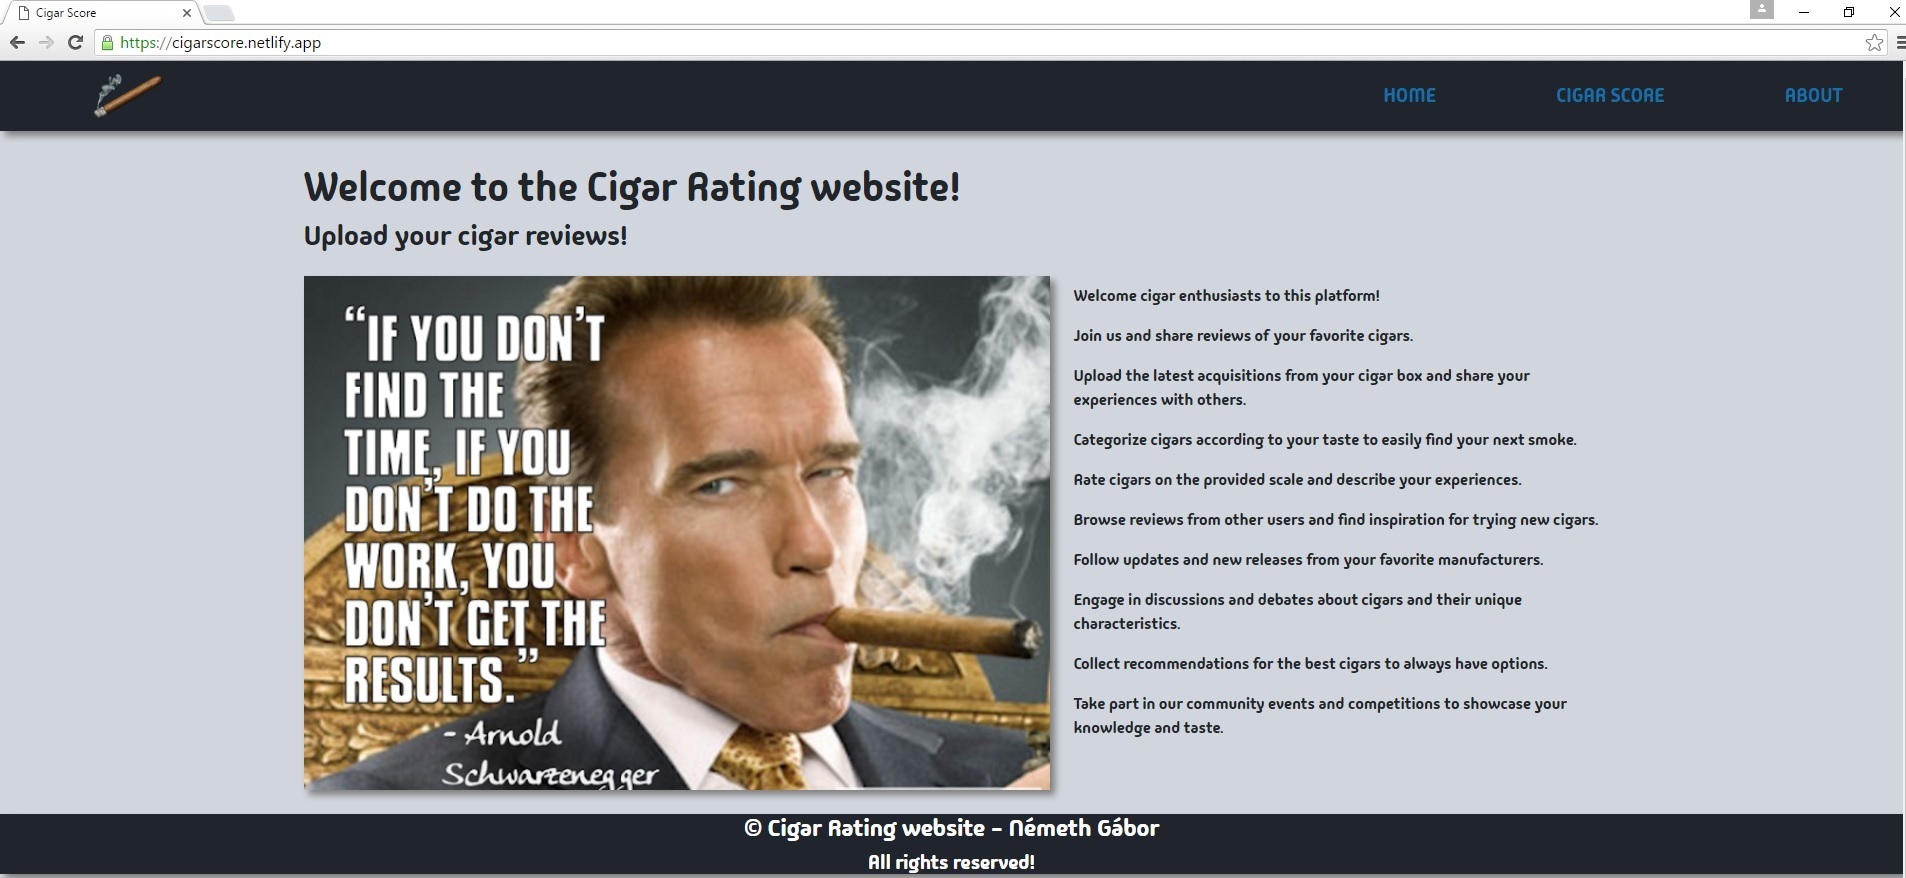 Cigar Score
https://cigarscore.netlify.app
HOME
CIGAR SCORE
ABOUT
Welcome to the Cigar Rating website!
Upload your cigar reviews!
“IF YOU DON’T
FIND THE
TIME, IF YOU
DON’T DO THE
WORK, YOU
DON’T GET THE
RESULTS.”
- Arnold
Schwarzenegger
Welcome cigar enthusiasts to this platform!
Join us and share reviews of your favorite cigars.
Upload the latest acquisitions from your cigar box and share your
experiences with others.
Categorize cigars according to your taste to easily find your next smoke.
Rate cigars on the provided scale and describe your experiences.
Browse reviews from other users and find inspiration for trying new cigars.
Follow updates and new releases from your favorite manufacturers.
Engage in discussions and debates about cigars and their unique
characteristics.
Collect recommendations for the best cigars to always have options.
Take part in our community events and competitions to showcase your
knowledge and taste.
© Cigar Rating website - Németh Gábor
All rights reserved!